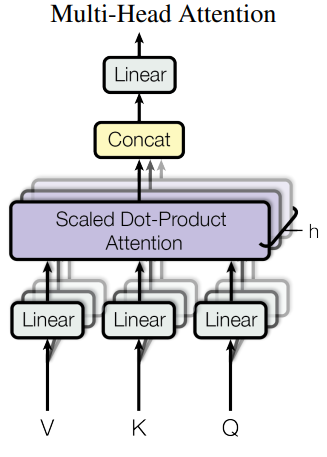 Multi-Head Attention
Linear
Concat
Scaled Dot-Product
Attention
h
Linear Linear Linear
V K Q